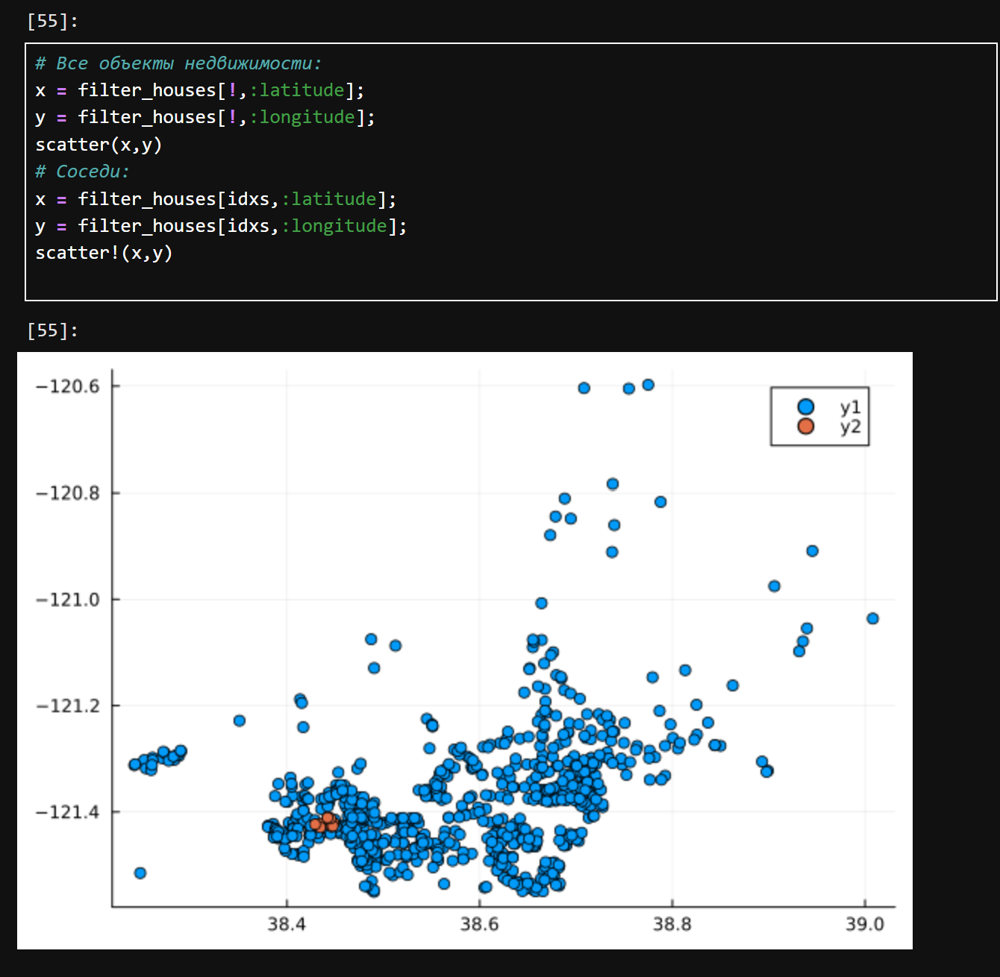 [55]:
# Все объекты недвижимости:
x = filter_houses[!,:latitude];
y = filter_houses[!,:longitude];
scatter(x,y)
# Соседи:
x = filter_houses[idxs,:latitude];
y = filter_houses[idxs,:longitude];
scatter!(x,y)
[55]:
−120.6
y1
y2
−120.8
−121.0
−121.2
−121.4
38.4 38.6 38.8 39.0